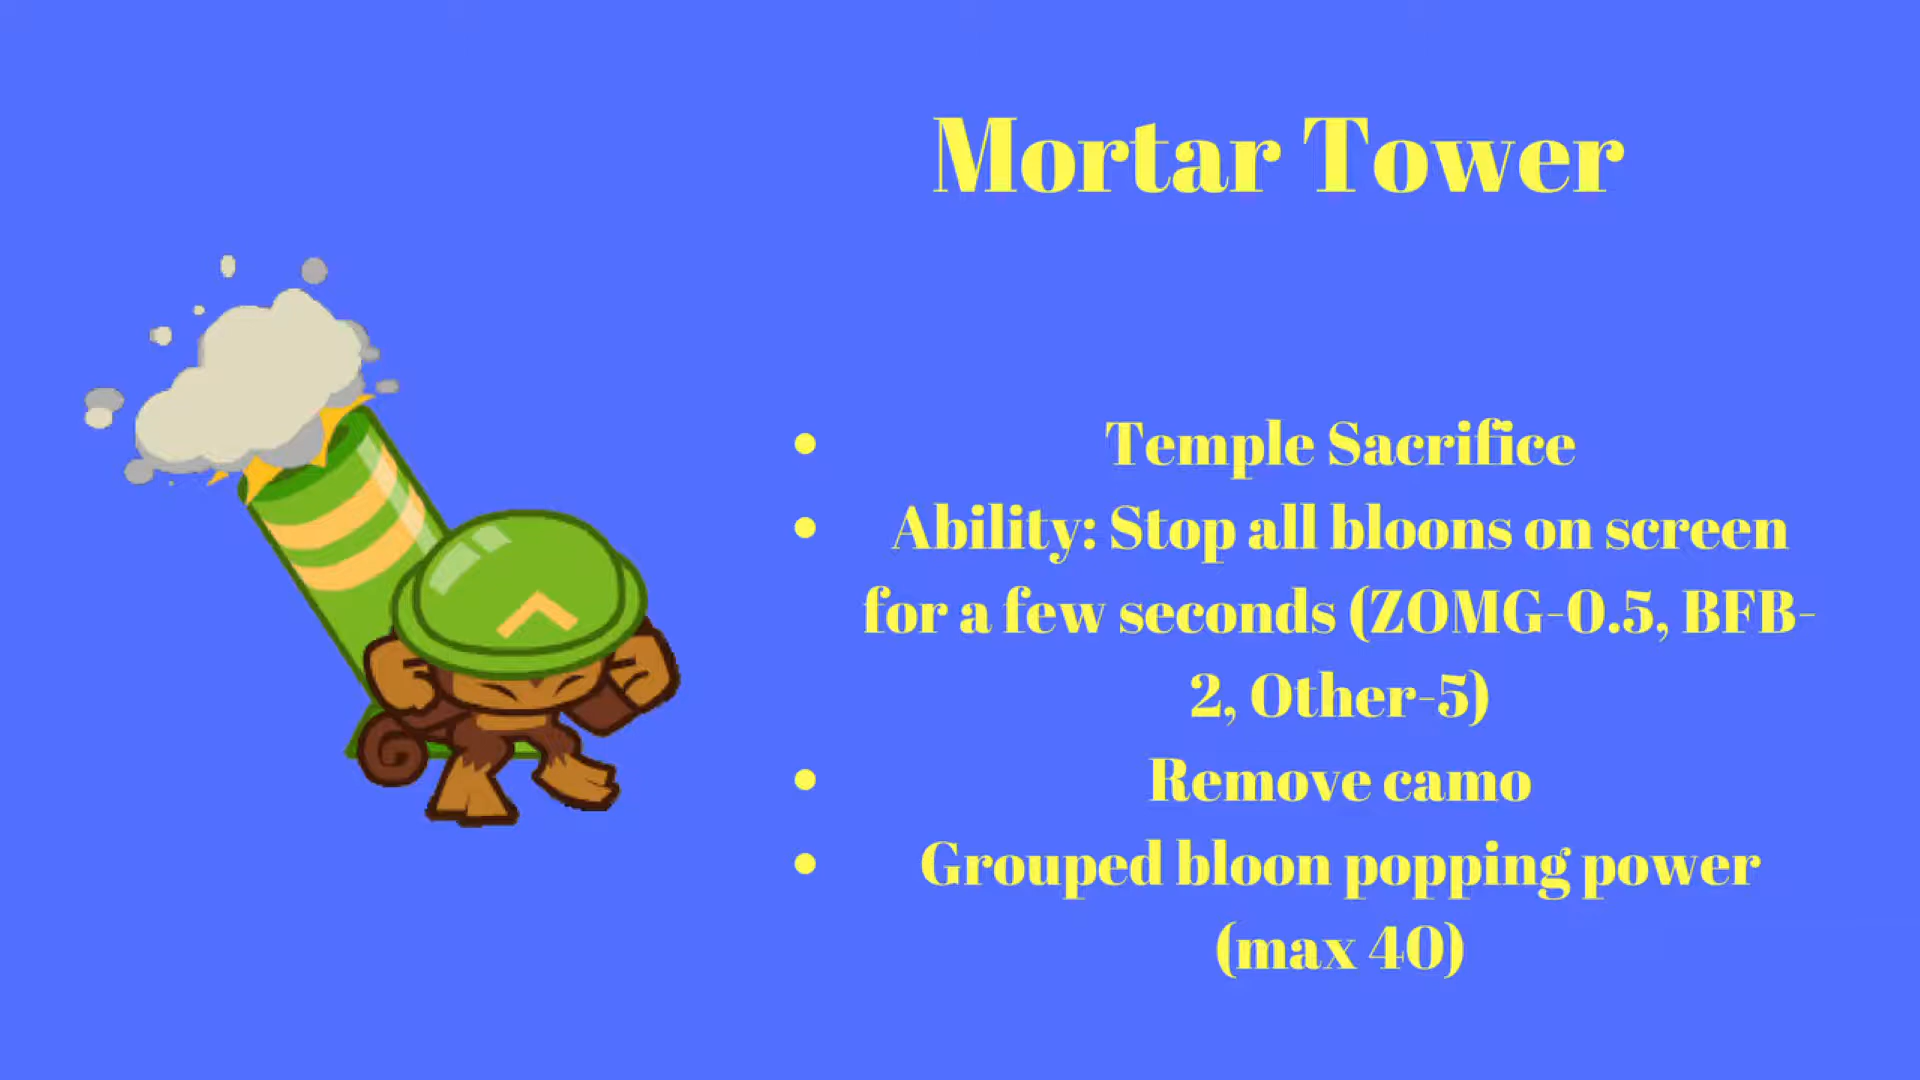 Mortar Tower
• Temple Sacrifice
• Ability: Stop all bloons on screen
for a few seconds (ZOMG-0.5, BFB-
2, Other-5)
• Remove camo
• Grouped bloon popping power
(max 40)